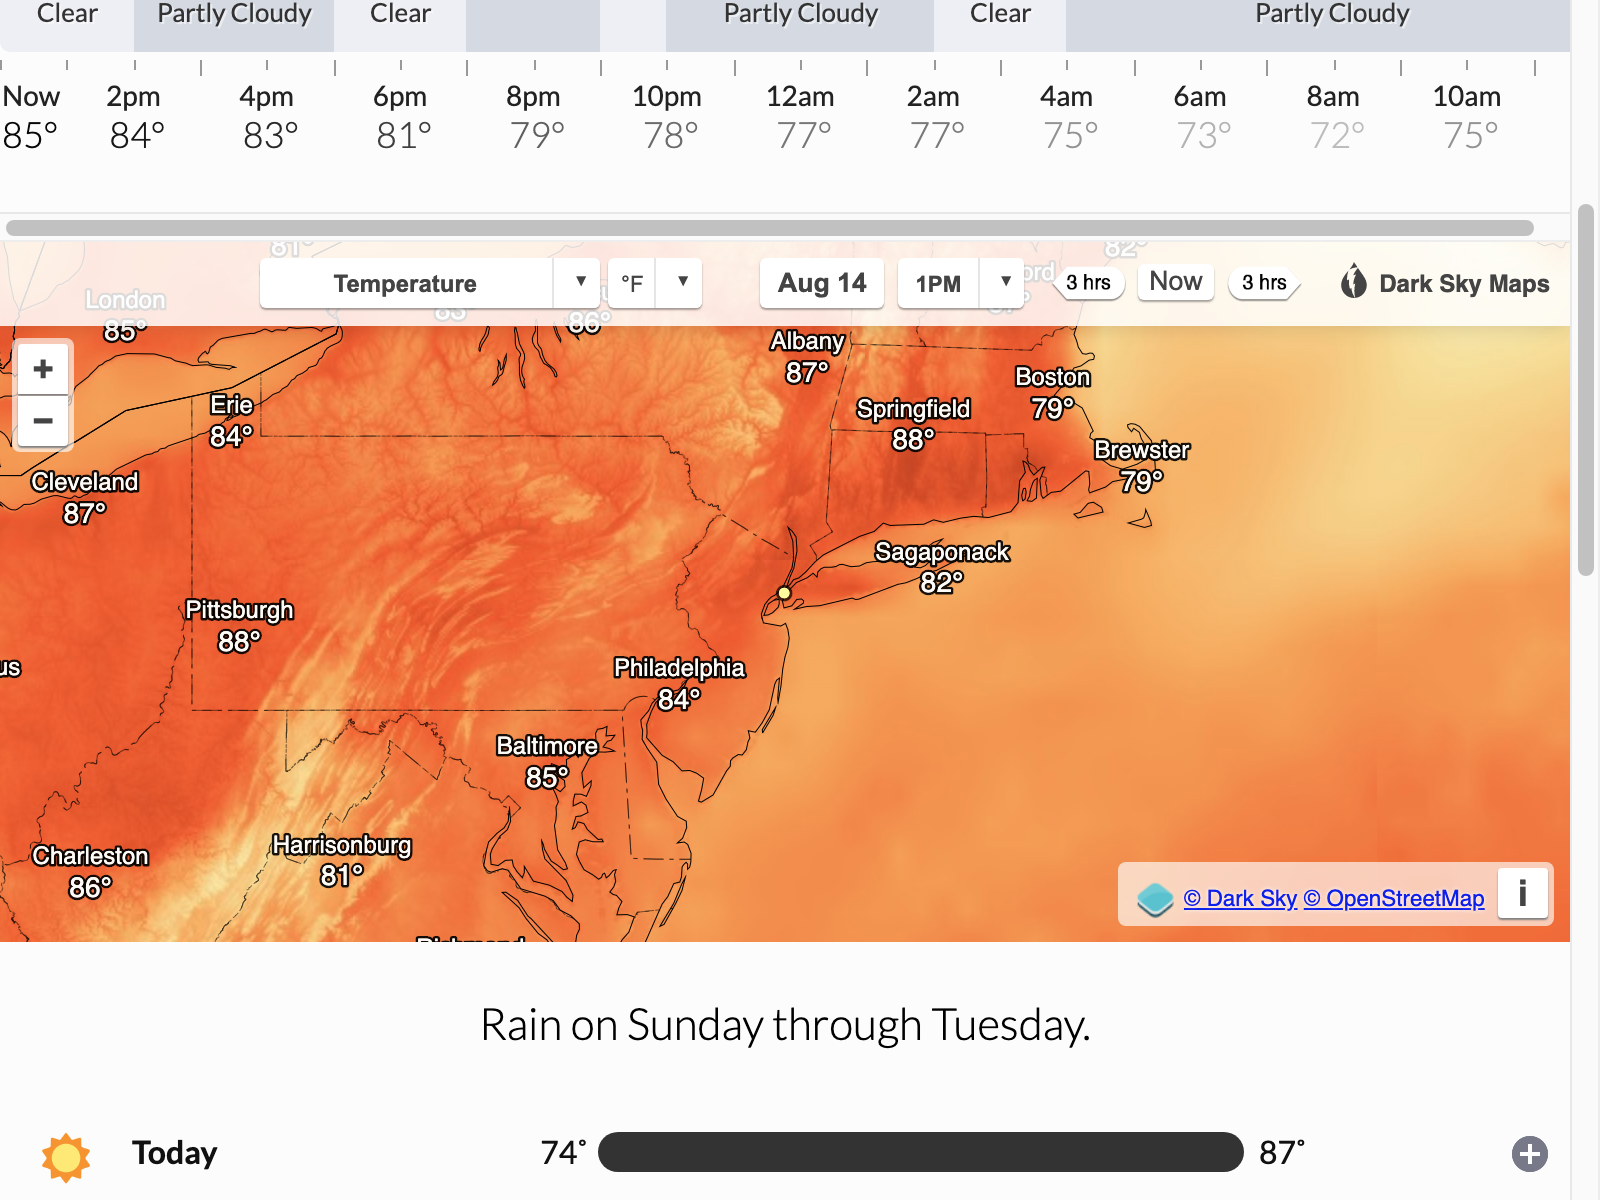 Clear Partly Cloudy Clear Partly Cloudy Clear Partly Cloudy
Now 2pm 4pm 6pm 8pm 10pm 12am 2am 4am 6am 8am 10am
85° 84° 83° 81° 79° 78° 77° 77° 75° 73° 72° 75°
81° 82°
Temperature ▼ °F ▼ Aug 14 1PM ▼ 3 hrs Now 3 hrs Dark Sky Maps
London
85° 83 86°
+
−
Albany
87°
Boston
79°
Erie
84°
Springfield
88°
Brewster
79°
Cleveland
87°
Sagaponack
82°
Pittsburgh
88°
Philadelphia
84°
Baltimore
85°
Harrisonburg
81°
Charleston
86°
© Dark Sky © OpenStreetMap i
Rain on Sunday through Tuesday.
Today 74° 87° +